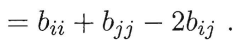 = b_{ii} + b_{jj} − 2b_{ij} .